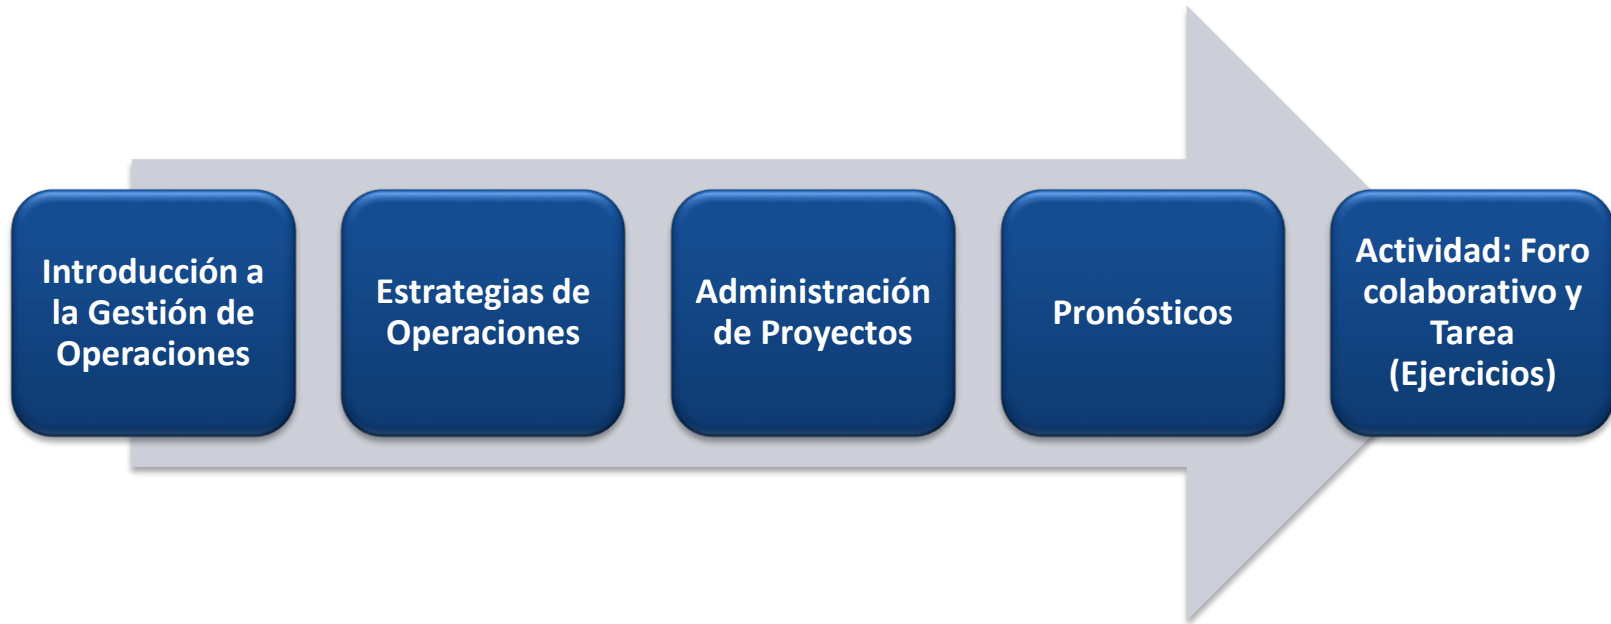 Introducción a
la Gestión de
Operaciones
Estrategias de
Operaciones
Administración
de Proyectos
Pronósticos
Actividad: Foro
colaborativo y
Tarea
(Ejercicios)